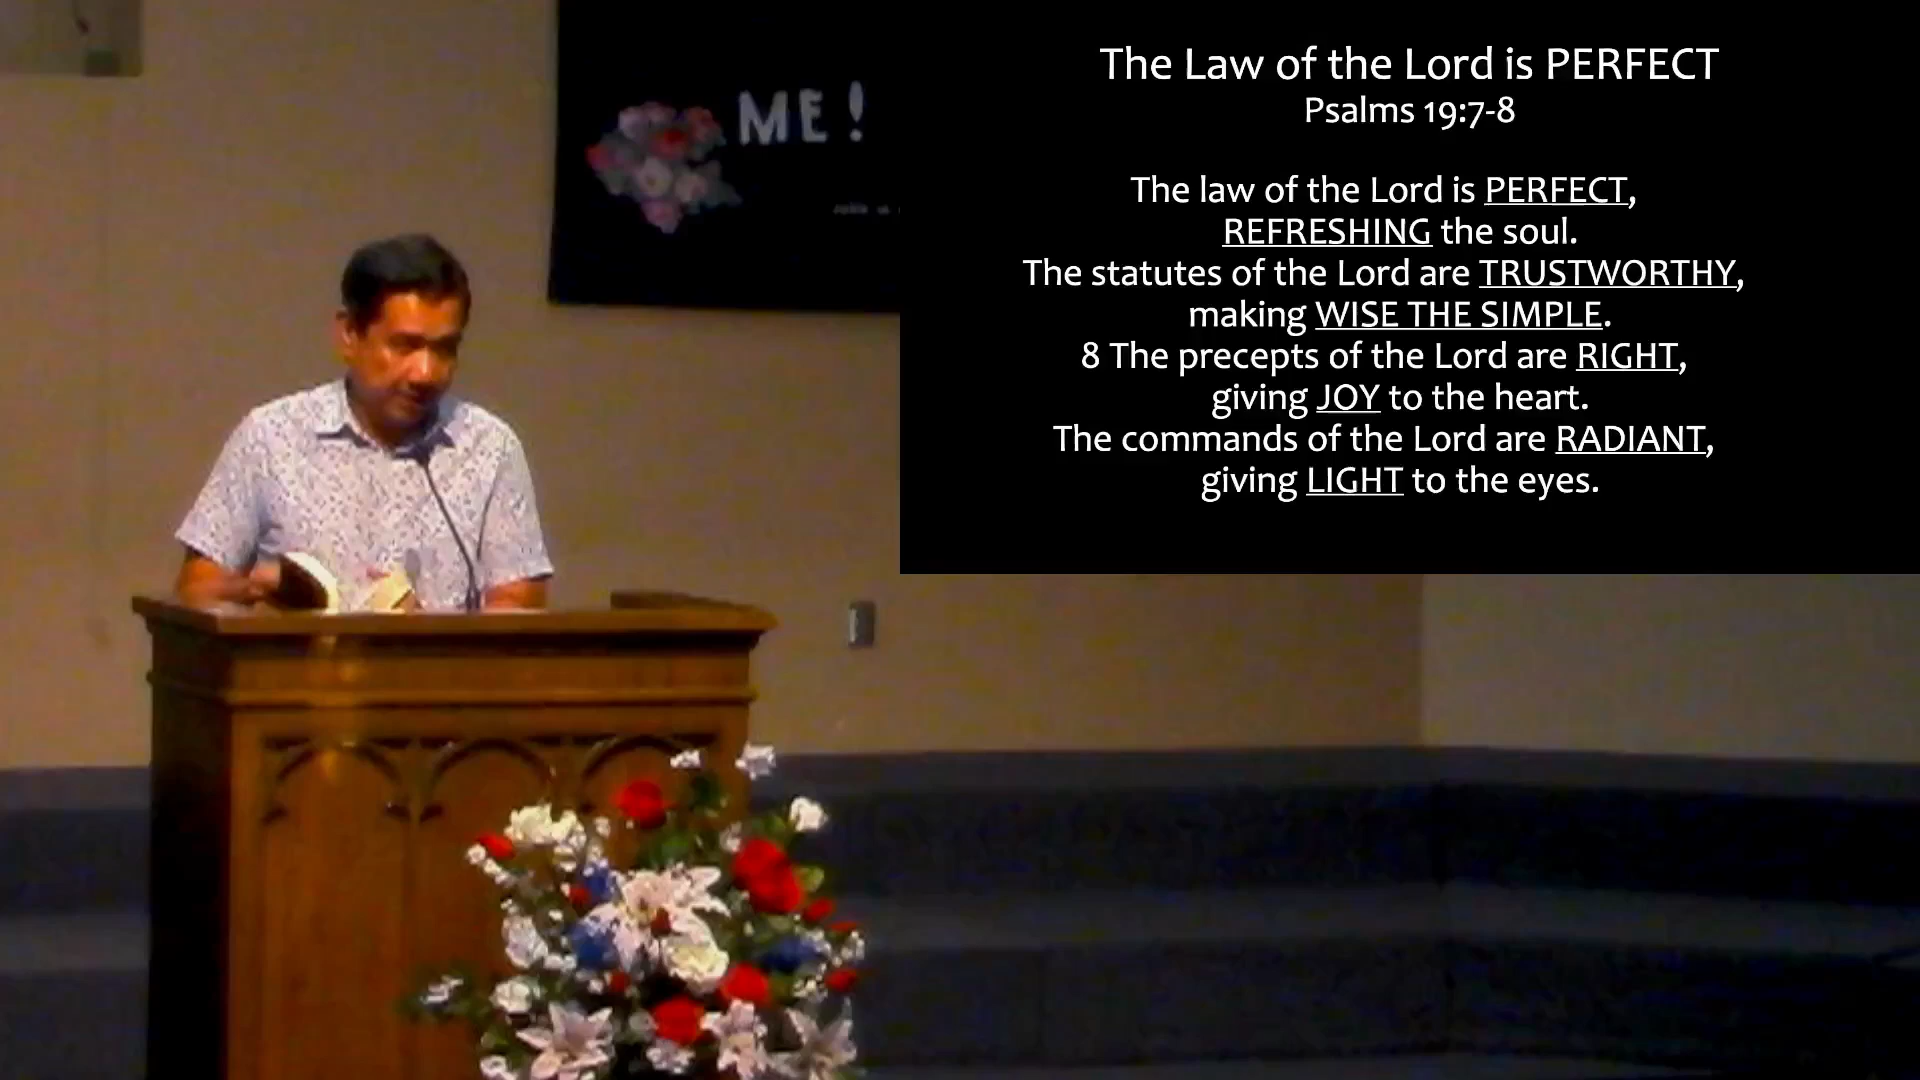 ME!
The Law of the Lord is PERFECT
Psalms 19:7-8
The law of the Lord is PERFECT,
REFRESHING the soul.
The statutes of the Lord are TRUSTWORTHY,
making WISE THE SIMPLE.
8 The precepts of the Lord are RIGHT,
giving JOY to the heart.
The commands of the Lord are RADIANT,
giving LIGHT to the eyes.